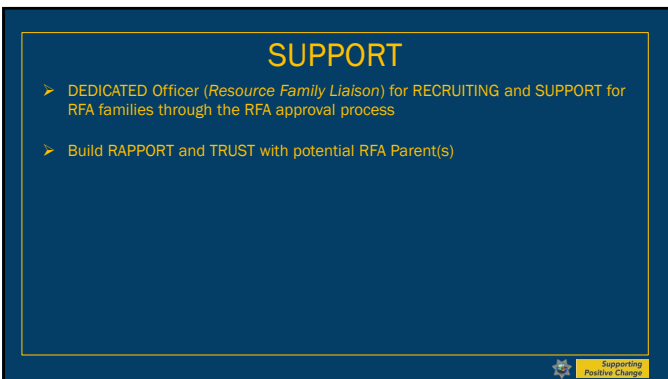 SUPPORT
➢ DEDICATED Officer (Resource Family Liaison) for RECRUITING and SUPPORT for
RFA families through the RFA approval process
➢ Build RAPPORT and TRUST with potential RFA Parent(s)
Supporting
Positive Change